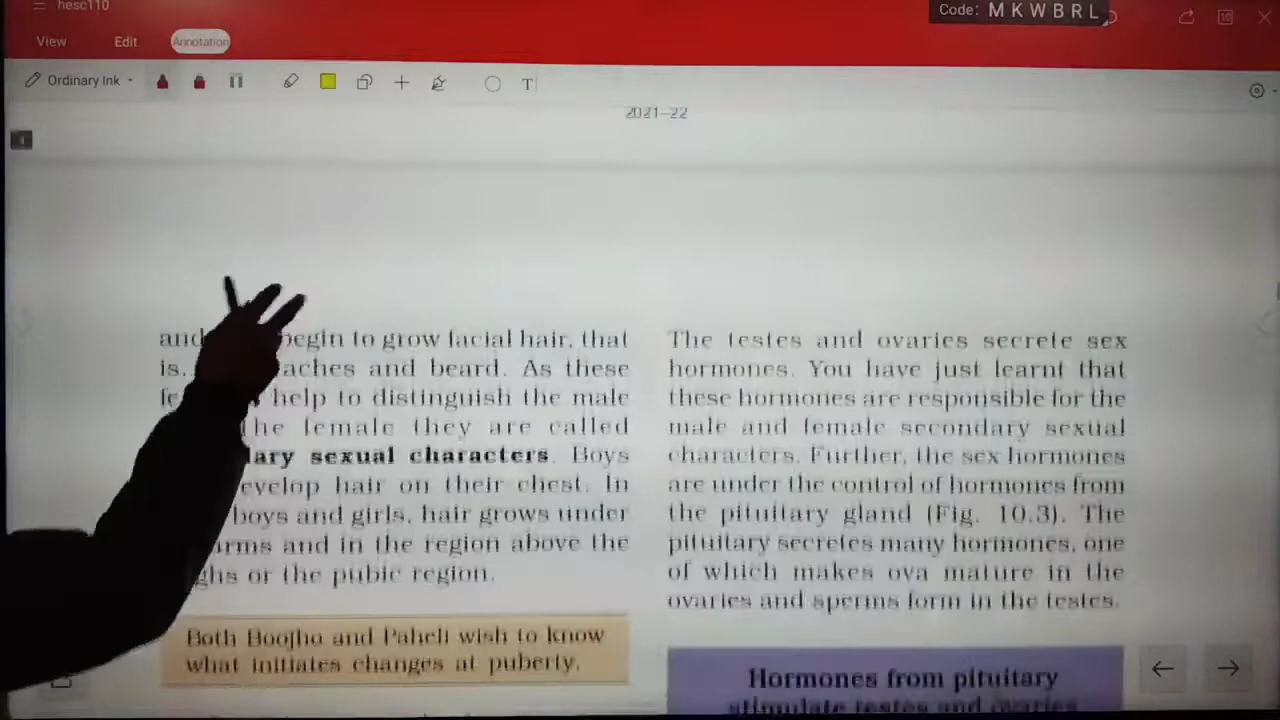 hesc110
Code: M K W B R L
View Edit Annotation
Ordinary Ink
T
2021–22
and begin to grow facial hair, that
is, aches and beard. As these
help to distinguish the male
the female they are called
ary sexual characters. Boys
evelop hair on their chest. In
boys and girls, hair grows under
arms and in the region above the
ghs or the pubic region.
Both Boojho and Paheli wish to know
what initiates changes at puberty.
The testes and ovaries secrete sex
hormones. You have just learnt that
these hormones are responsible for the
male and female secondary sexual
characters. Further, the sex hormones
are under the control of hormones from
the pituitary gland (Fig. 10.3). The
pituitary secretes many hormones, one
of which makes ova mature in the
ovaries and sperms form in the testes.
Hormones from pituitary
stimulate testes and ovaries